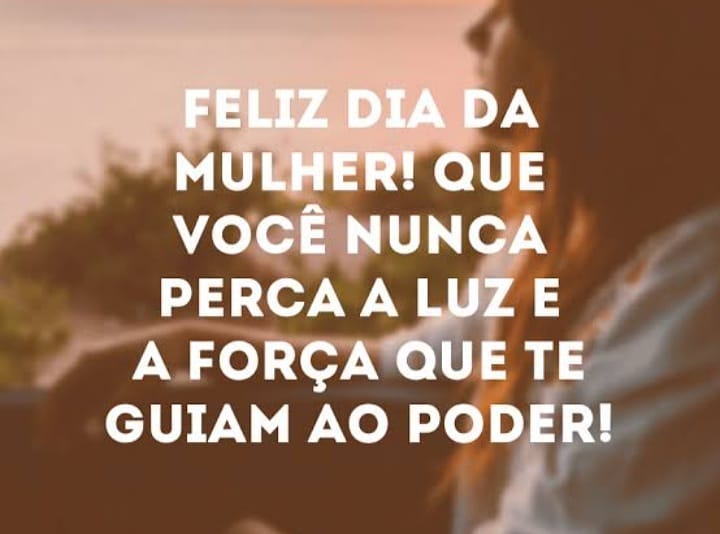 FELIZ DIA DA
MULHER! QUE
VOCÊ NUNCA
PERCA A LUZ E
A FORÇA QUE TE
GUIAM AO PODER!